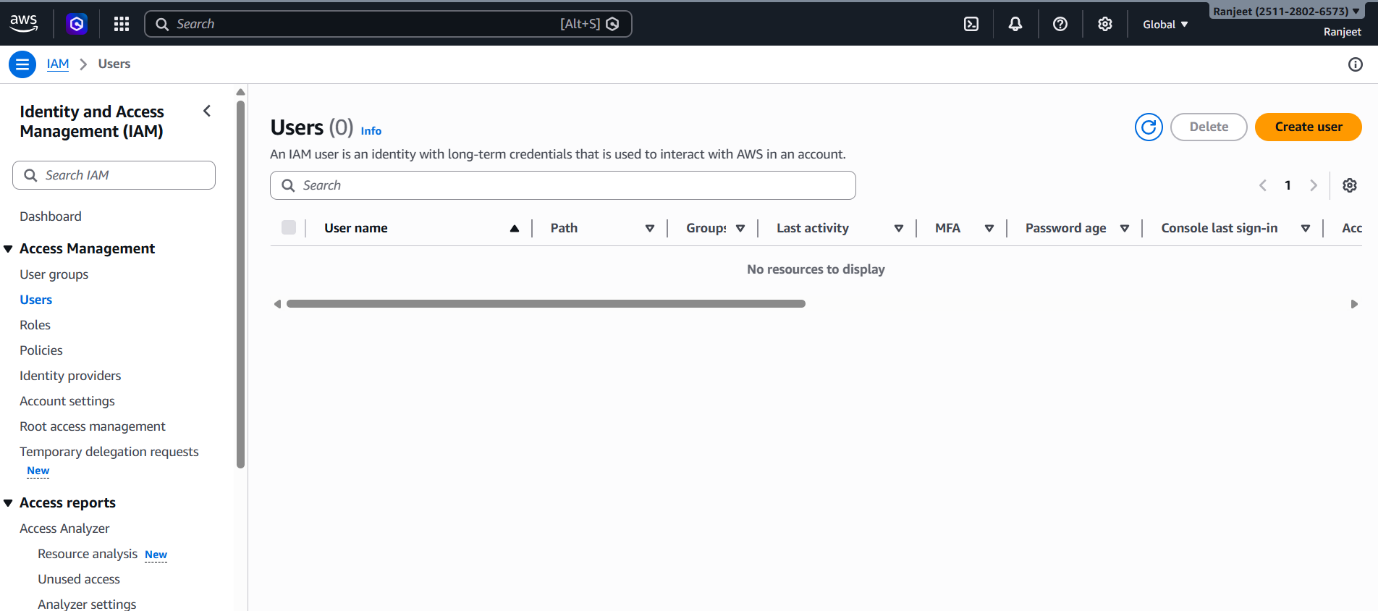 aws
Search [Alt+S]
Global
Ranjeet (2511-2802-6573)
Ranjeet
IAM
Users
Identity and Access
Management (IAM)
Search IAM
Dashboard
Access Management
User groups
Users
Roles
Policies
Identity providers
Account settings
Root access management
Temporary delegation requests
New
Access reports
Access Analyzer
Resource analysis New
Unused access
Analyzer settings
Users (0) Info
Delete
Create user
An IAM user is an identity with long-term credentials that is used to interact with AWS in an account.
Search
1
User name Path Groups Last activity MFA Password age Console last sign-in Acc
No resources to display